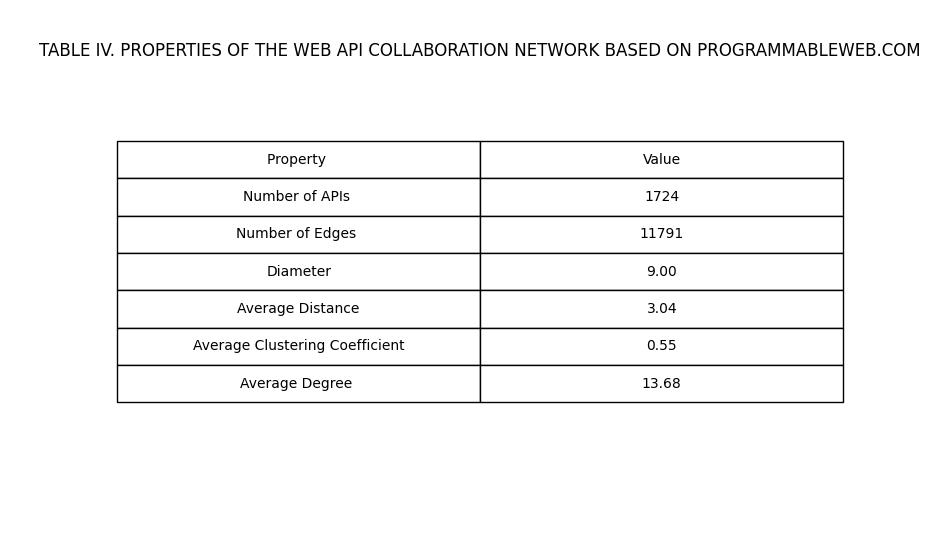 TABLE IV. PROPERTIES OF THE WEB API COLLABORATION NETWORK BASED ON PROGRAMMABLEWEB.COM
Property Value
Number of APIs 1724
Number of Edges 11791
Diameter 9.00
Average Distance 3.04
Average Clustering Coefficient 0.55
Average Degree 13.68